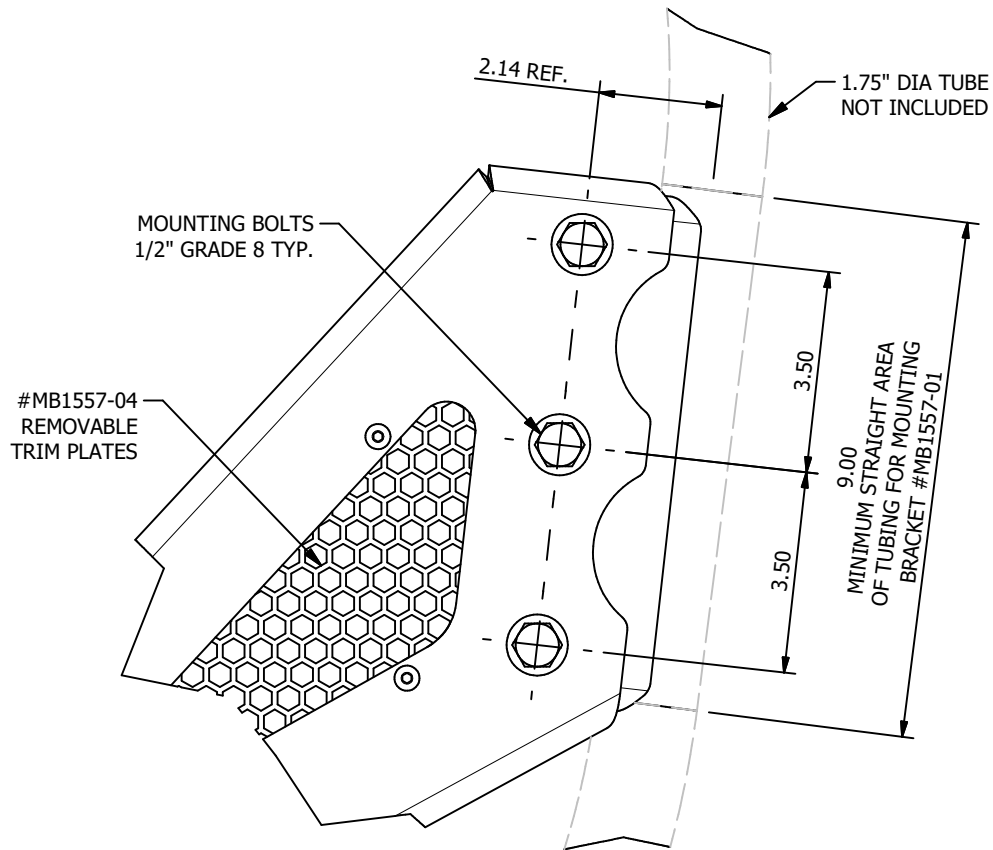 2.14 REF.
1.75" DIA TUBE
NOT INCLUDED
MOUNTING BOLTS
1/2" GRADE 8 TYP.
#MB1557-04
REMOVABLE
TRIM PLATES
3.50
3.50
9.00
MINIMUM STRAIGHT AREA
OF TUBING FOR MOUNTING
BRACKET #MB1557-01